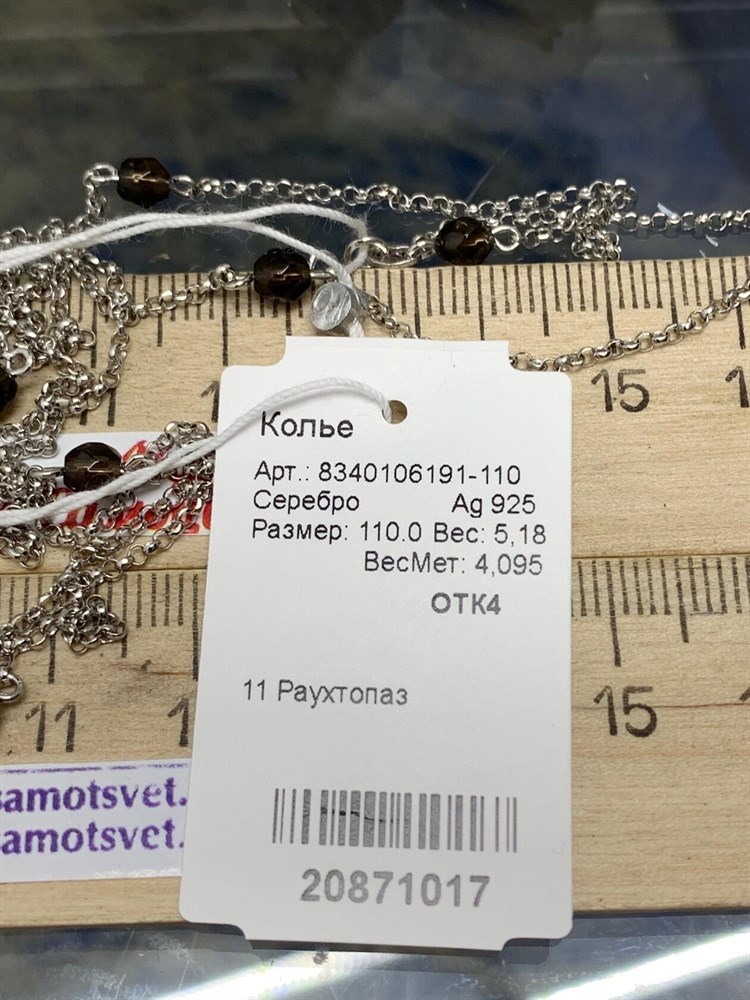 Колье
Арт.: 8340106191-110
Серебро Ag 925
Размер: 110.0 Вес: 5,18
ВесМет: 4,095
ОТК4
11 Раухтопаз
20871017
15
11
15
samotsvet.
samotsvet.